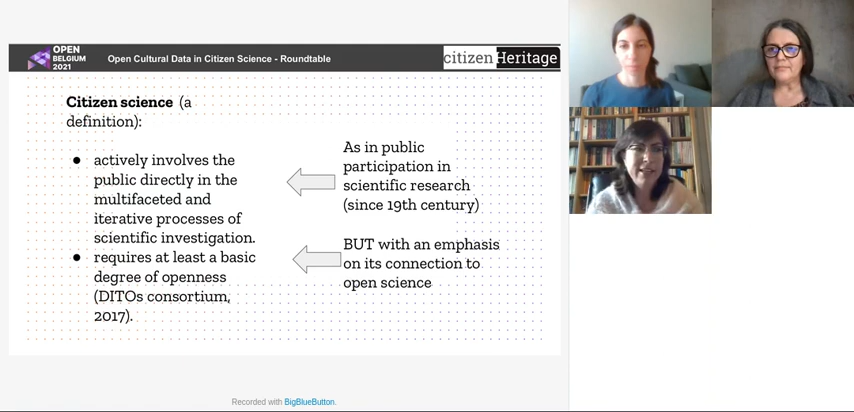 OPEN
BELGIUM
2021
Open Cultural Data in Citizen Science - Roundtable
citizen Heritage
Citizen science (a
definition):
● actively involves the
public directly in the
multifaceted and
iterative processes of
scientific investigation.
● requires at least a basic
degree of openness
(DITOs consortium,
2017).
As in public
participation in
scientific research
(since 19th century)
BUT with an emphasis
on its connection to
open science
Recorded with BigBlueButton.